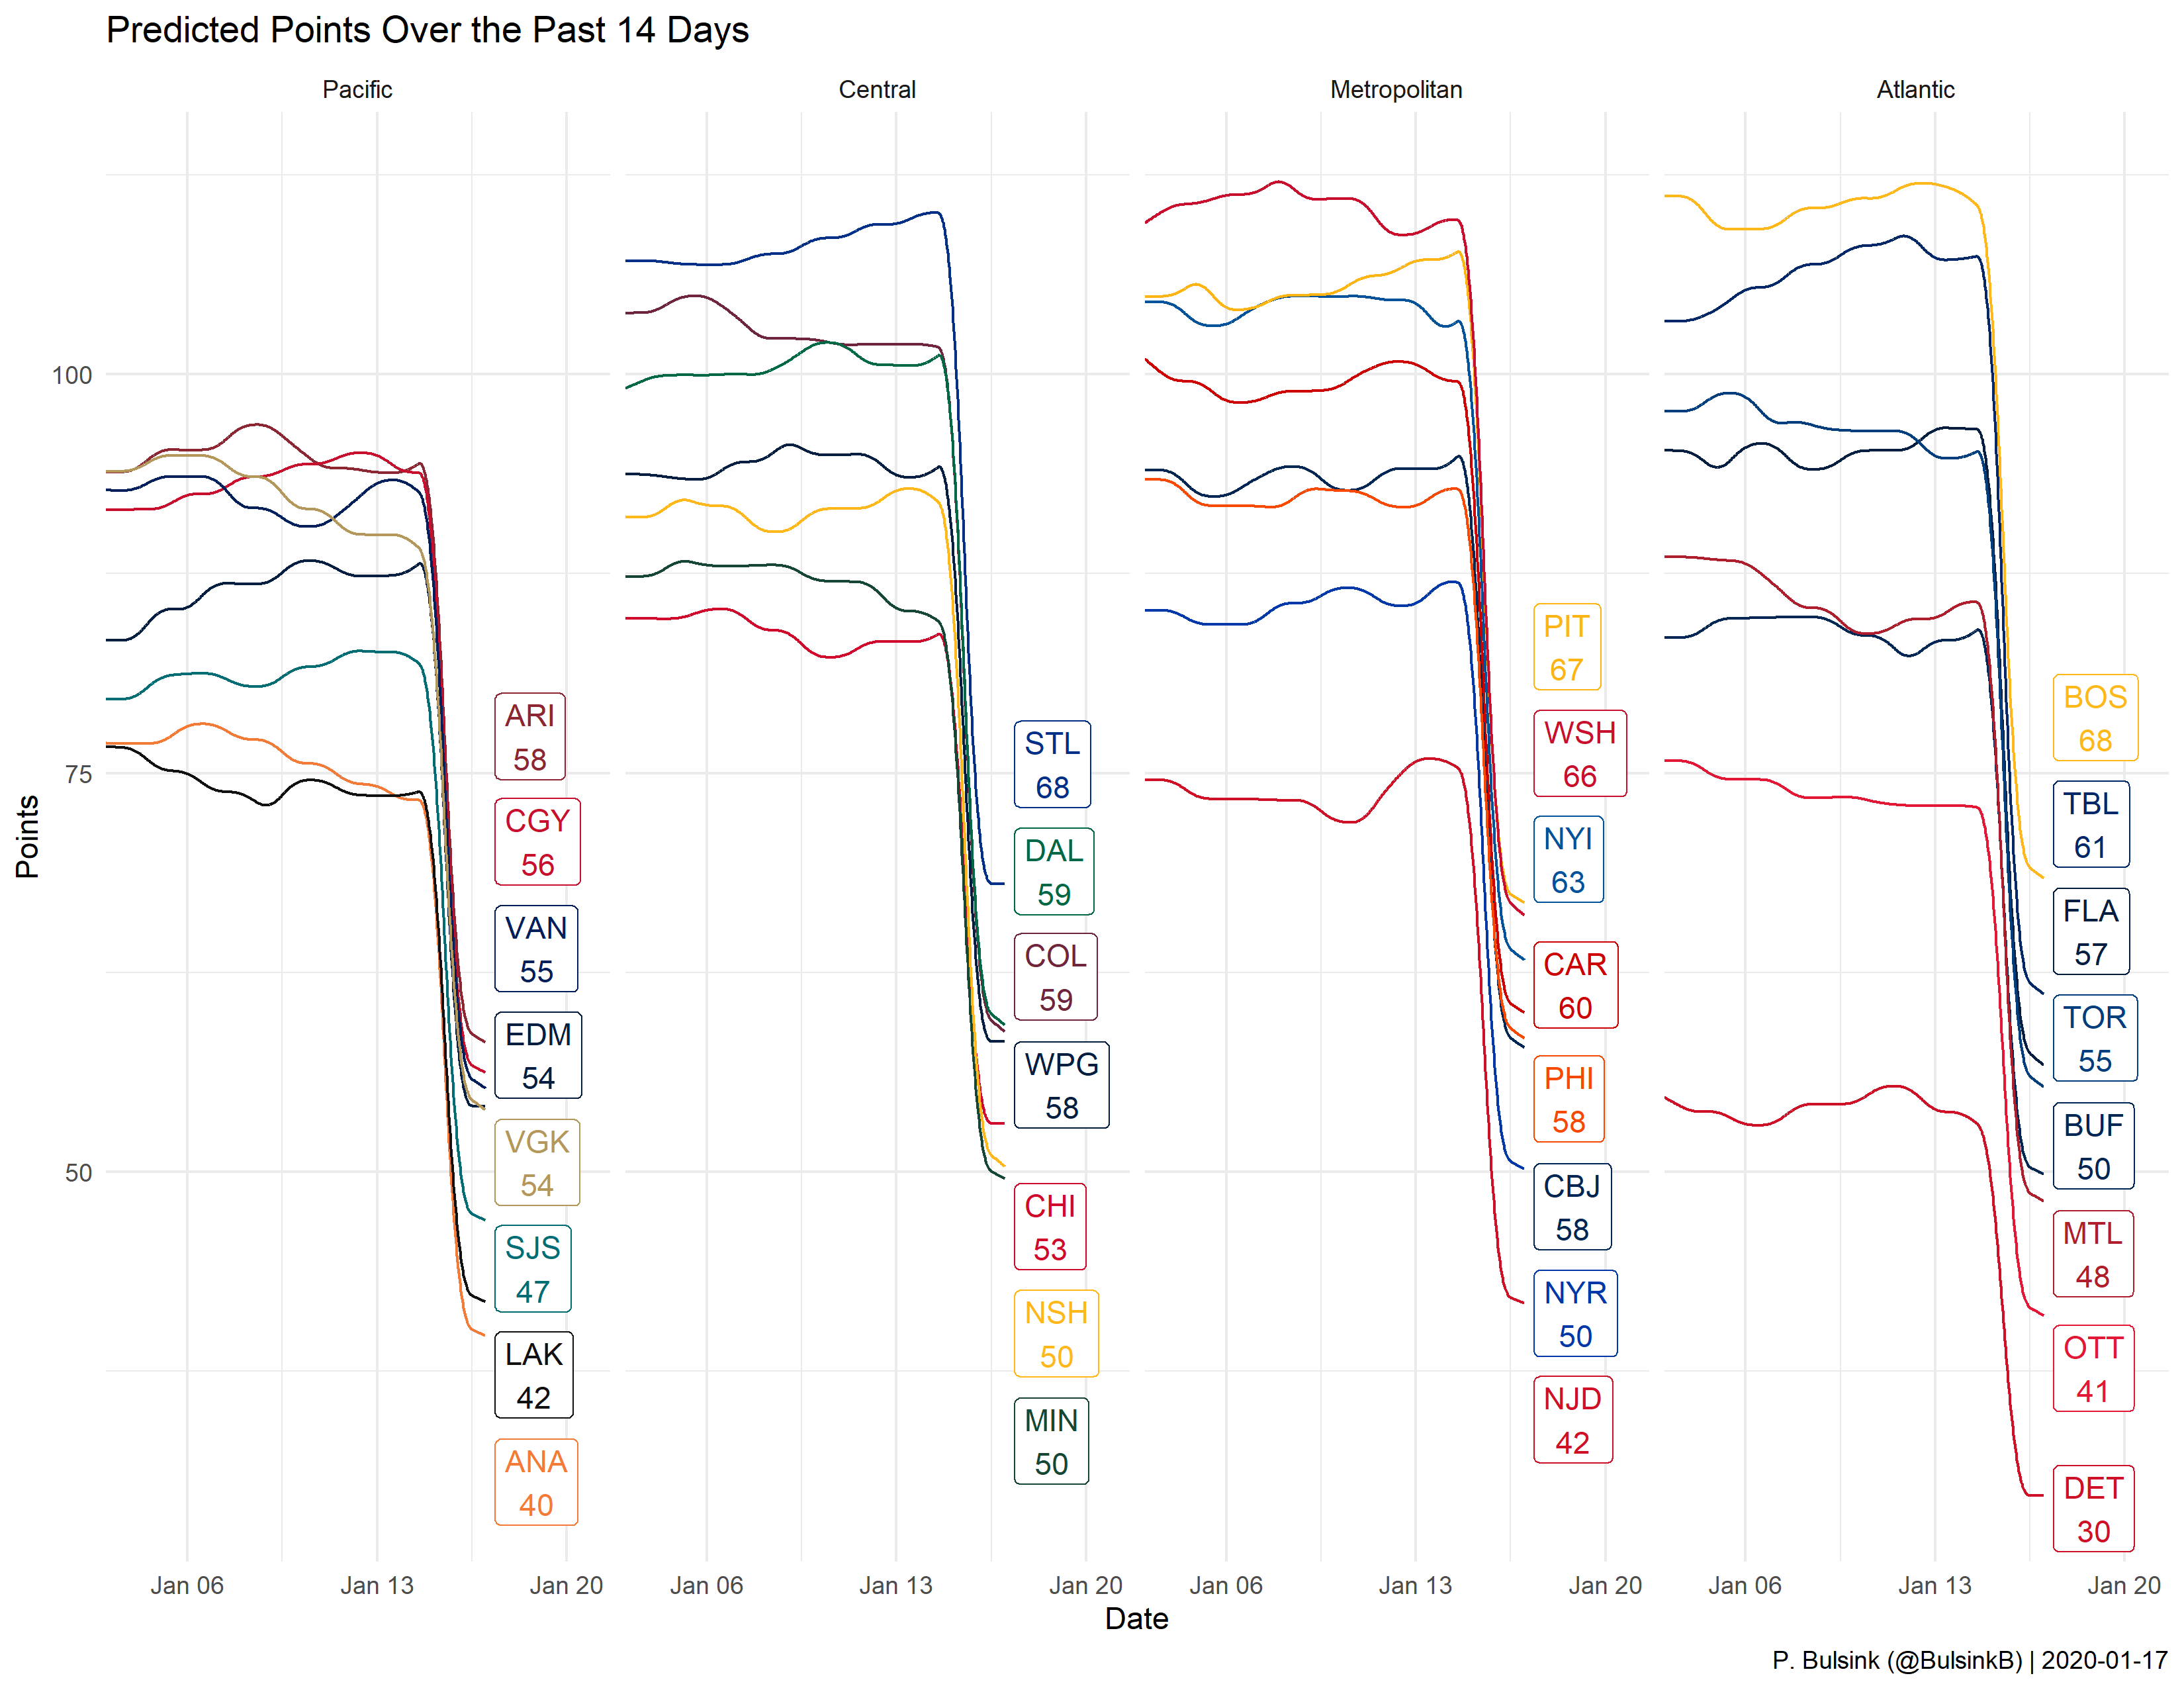 Predicted Points Over the Past 14 Days
Pacific
Central
Metropolitan
Atlantic
Points
100
75
50
ARI
58
CGY
56
VAN
55
EDM
54
VGK
54
SJS
47
LAK
42
ANA
40
STL
68
DAL
59
COL
59
WPG
58
CHI
53
NSH
50
MIN
50
PIT
67
WSH
66
NYI
63
CAR
60
PHI
58
CBJ
58
NYR
50
NJD
42
BOS
68
TBL
61
FLA
57
TOR
55
BUF
50
MTL
48
OTT
41
DET
30
Jan 06 Jan 13 Jan 20
Jan 06 Jan 13 Jan 20
Jan 06 Jan 13 Jan 20
Jan 06 Jan 13 Jan 20
Date
P. Bulsink (@BulsinkB) | 2020-01-17